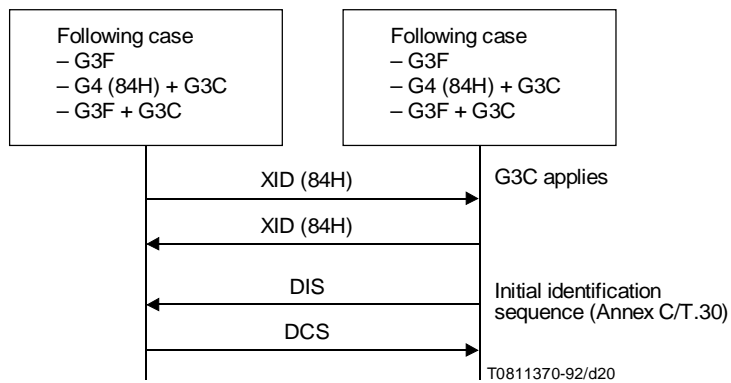 Following case
– G3F
– G4 (84H) + G3C
– G3F + G3C
Following case
– G3F
– G4 (84H) + G3C
– G3F + G3C
XID (84H)
G3C applies
XID (84H)
DIS
Initial identification
sequence (Annex C/T.30)
DCS
T0811370-92/d20